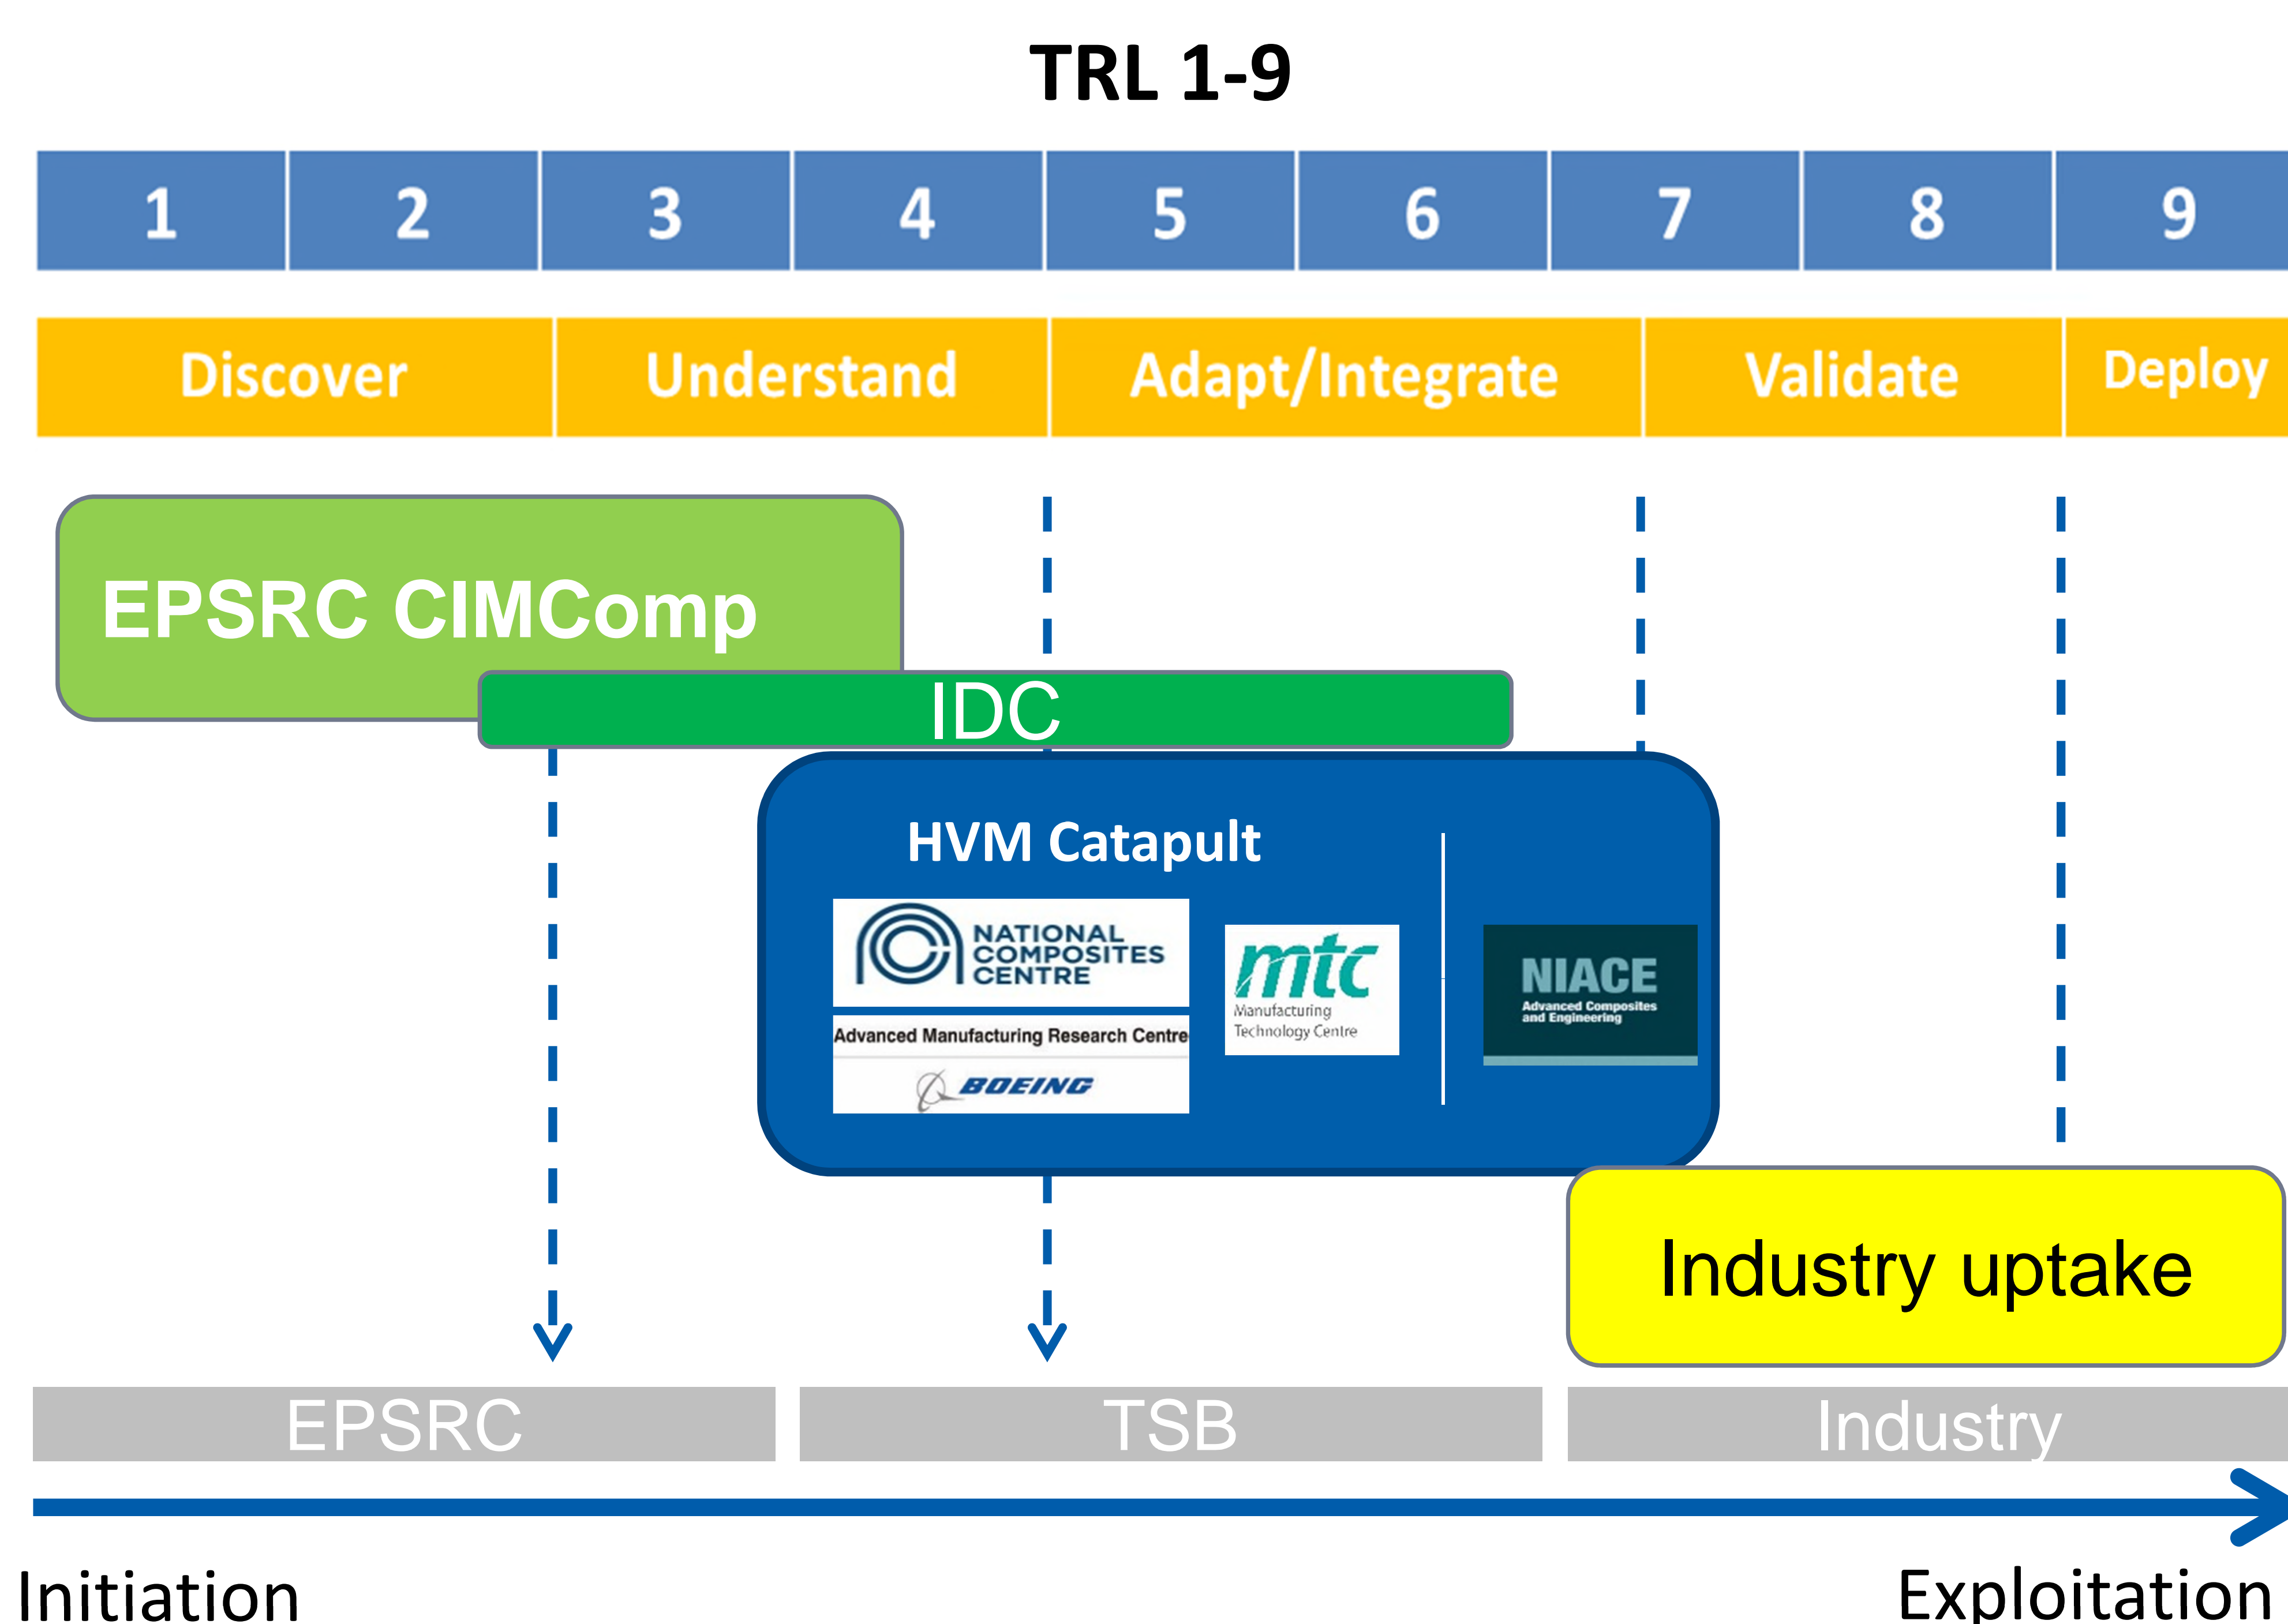 TRL 1-9
1 2 3 4 5 6 7 8 9
Discover Understand Adapt/Integrate Validate Deploy
EPSRC CIMComp
IDC
HVM Catapult
NATIONAL
COMPOSITES
CENTRE
Advanced Manufacturing Research Centre
BOEING
mtc
Manufacturing
Technology Centre
NIACE
Advanced Composites
and Engineering
Industry uptake
EPSRC TSB Industry
Initiation Exploitation